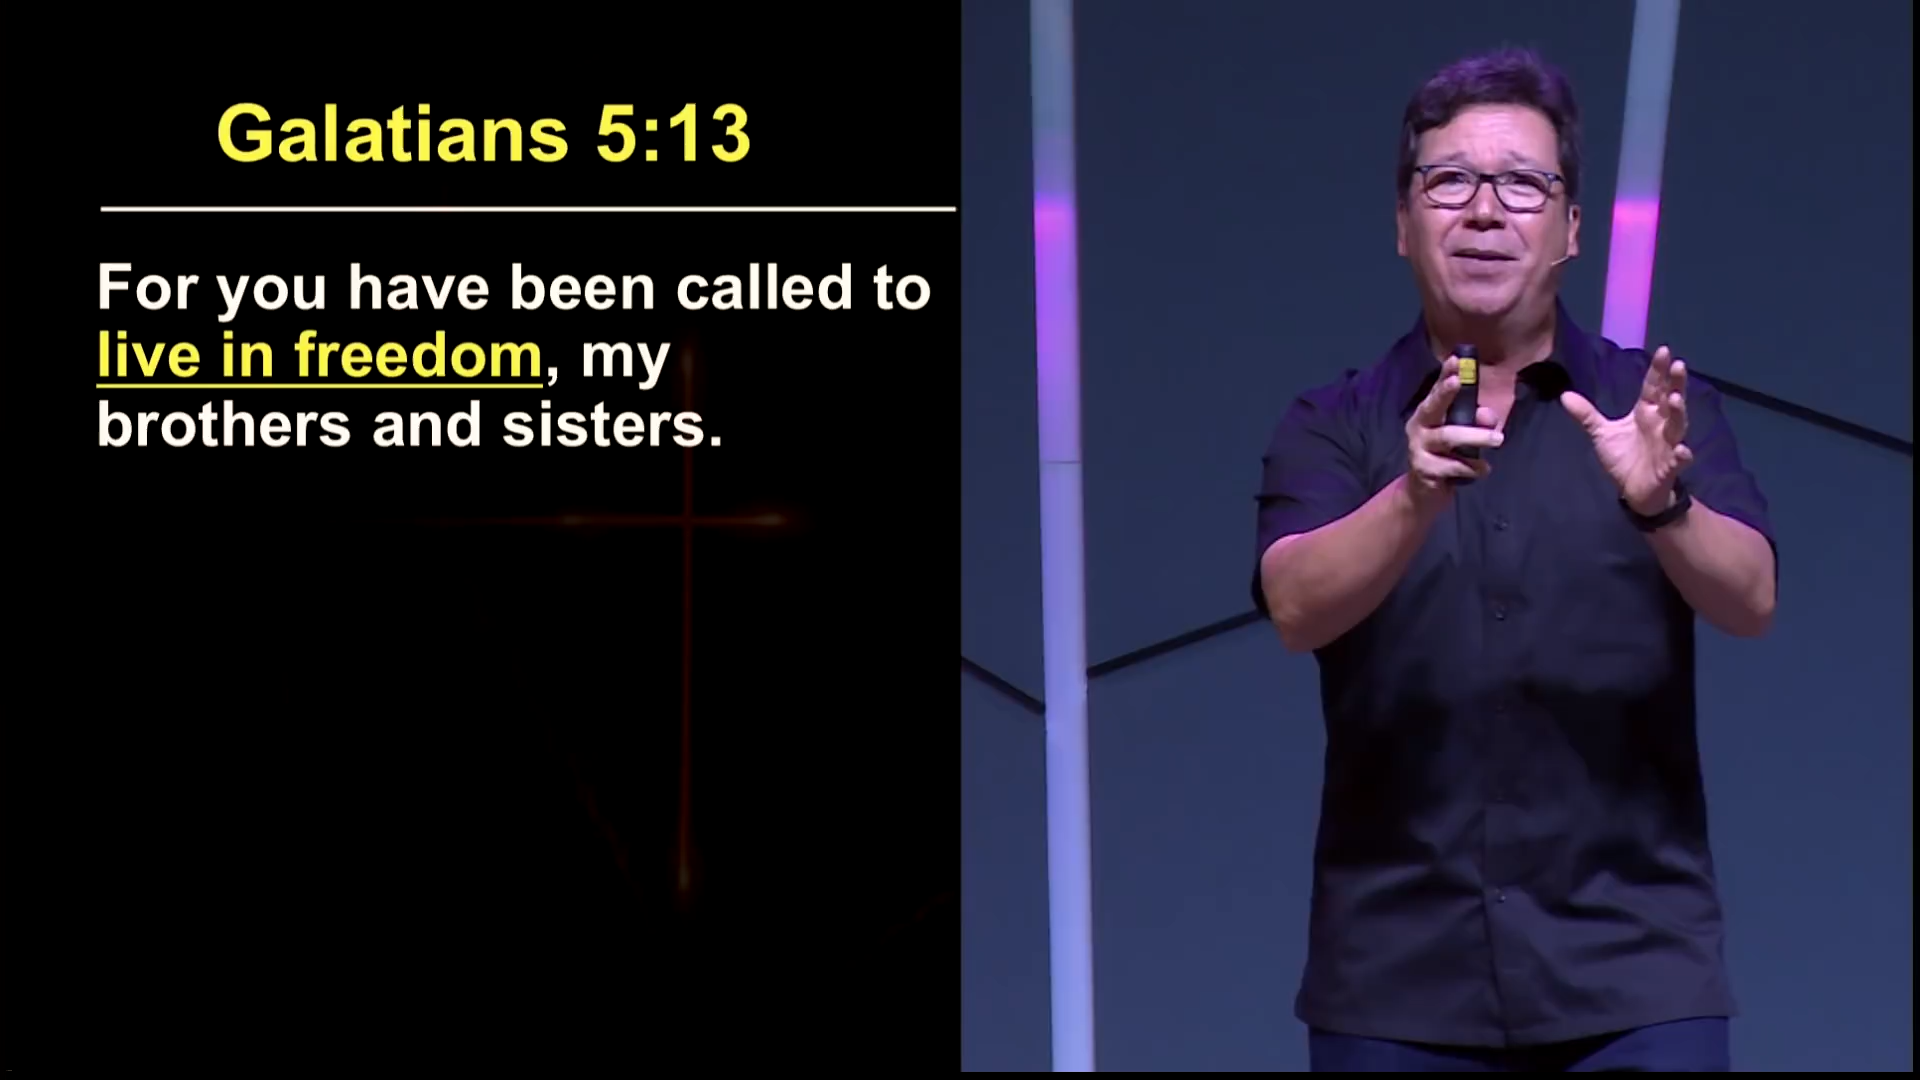 Galatians 5:13
For you have been called to
live in freedom, my
brothers and sisters.